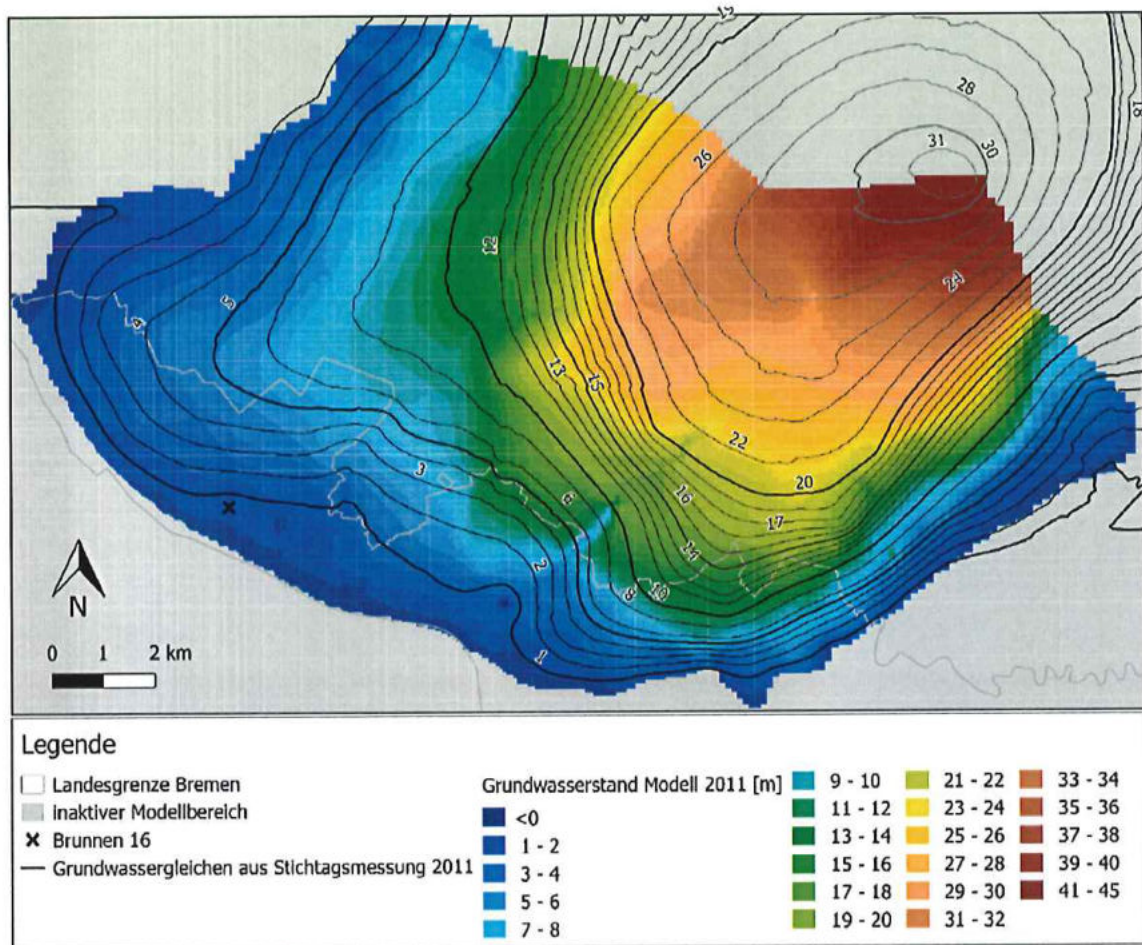 19
28
18
26
31
30
24
5
4
13
15
22
3
20
6
16
17
2
14
8
10
1
N
0 1 2 km
Legende
Landesgrenze Bremen
inaktiver Modellbereich
Brunnen 16
Grundwassergleichen aus Stichtagsmessung 2011
Grundwasserstand Modell 2011 [m]
<0
1 - 2
3 - 4
5 - 6
7 - 8
9 - 10
11 - 12
13 - 14
15 - 16
17 - 18
19 - 20
21 - 22
23 - 24
25 - 26
27 - 28
29 - 30
31 - 32
33 - 34
35 - 36
37 - 38
39 - 40
41 - 45